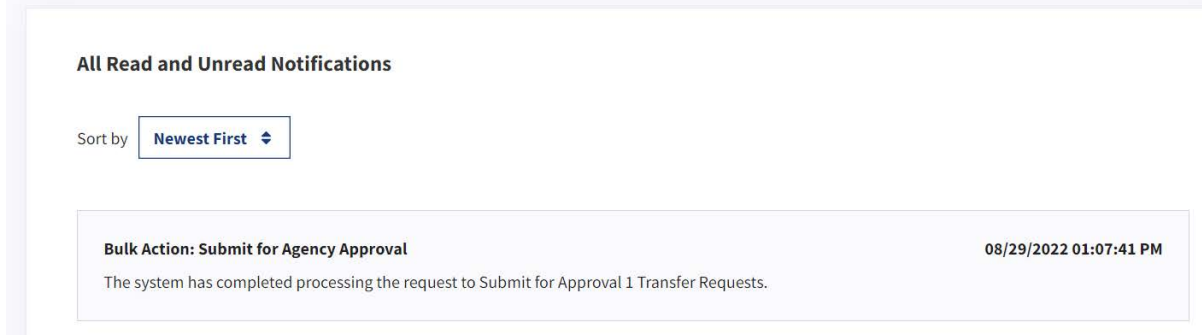 All Read and Unread Notifications
Sort by Newest First
Bulk Action: Submit for Agency Approval 08/29/2022 01:07:41 PM
The system has completed processing the request to Submit for Approval 1 Transfer Requests.